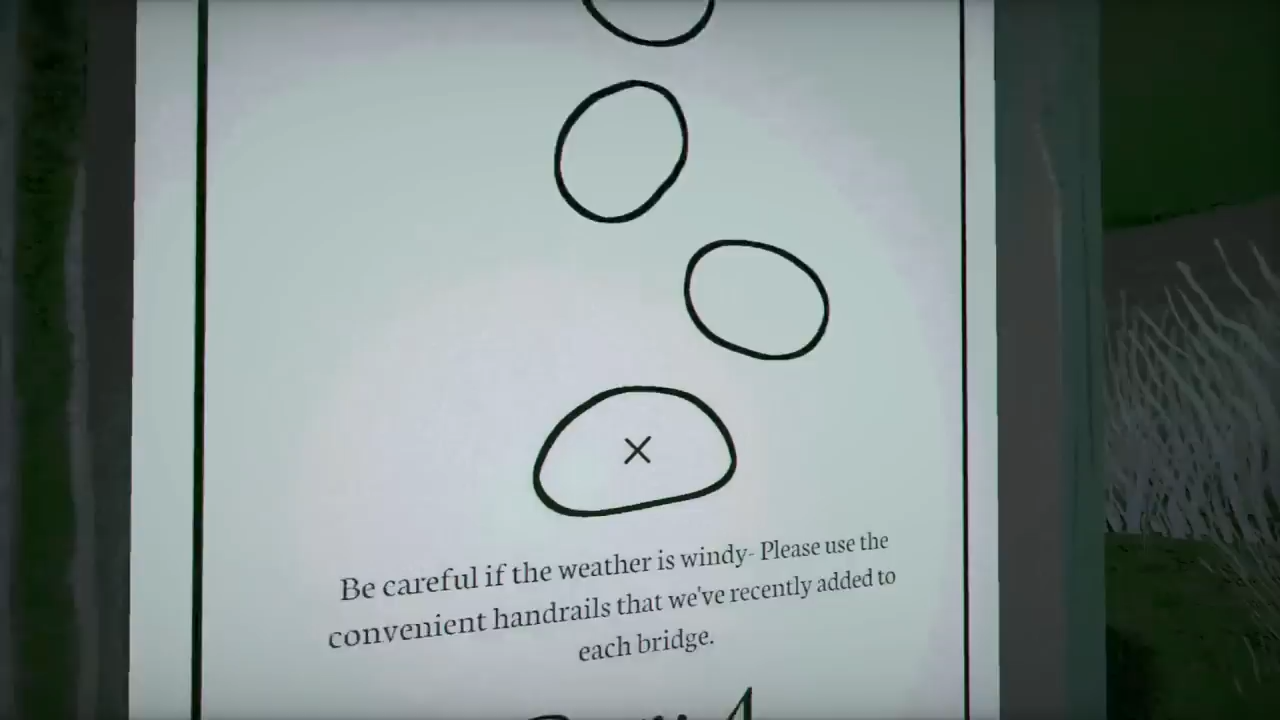 Be careful if the weather is windy- Please use the
convenient handrails that we've recently added to
each bridge.